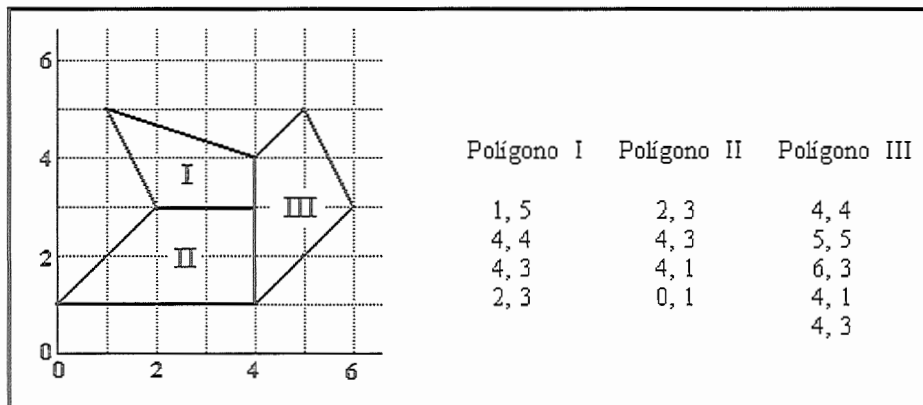 6
4
2
0
0 2 4 6
I
II
III
Polígono I Polígono II Polígono III
1, 5 2, 3 4, 4
4, 4 4, 3 5, 5
4, 3 4, 1 6, 3
2, 3 0, 1 4, 1
4, 3